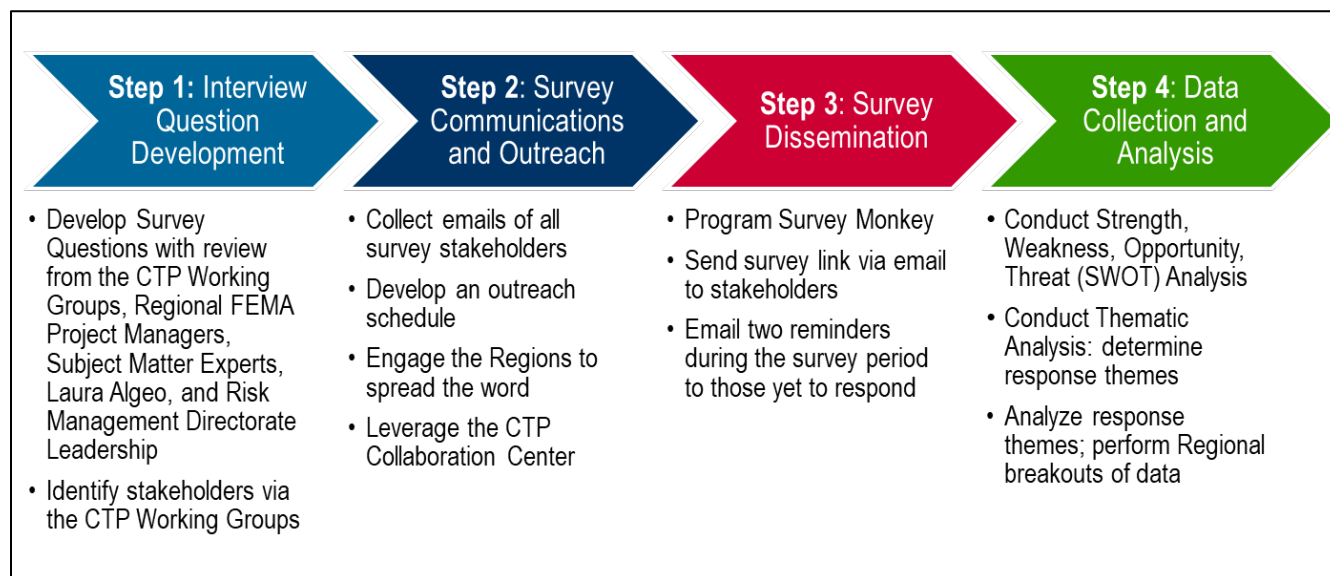 Step 1: Interview
Question
Development
• Develop Survey
Questions with review
from the CTP Working
Groups, Regional FEMA
Project Managers,
Subject Matter Experts,
Laura Algeo, and Risk
Management Directorate
Leadership
• Identify stakeholders via
the CTP Working Groups
Step 2: Survey
Communications
and Outreach
• Collect emails of all
survey stakeholders
• Develop an outreach
schedule
• Engage the Regions to
spread the word
• Leverage the CTP
Collaboration Center
Step 3: Survey
Dissemination
• Program Survey Monkey
• Send survey link via email
to stakeholders
• Email two reminders
during the survey period
to those yet to respond
Step 4: Data
Collection and
Analysis
• Conduct Strength,
Weakness, Opportunity,
Threat (SWOT) Analysis
• Conduct Thematic
Analysis: determine
response themes
• Analyze response
themes; perform Regional
breakouts of data